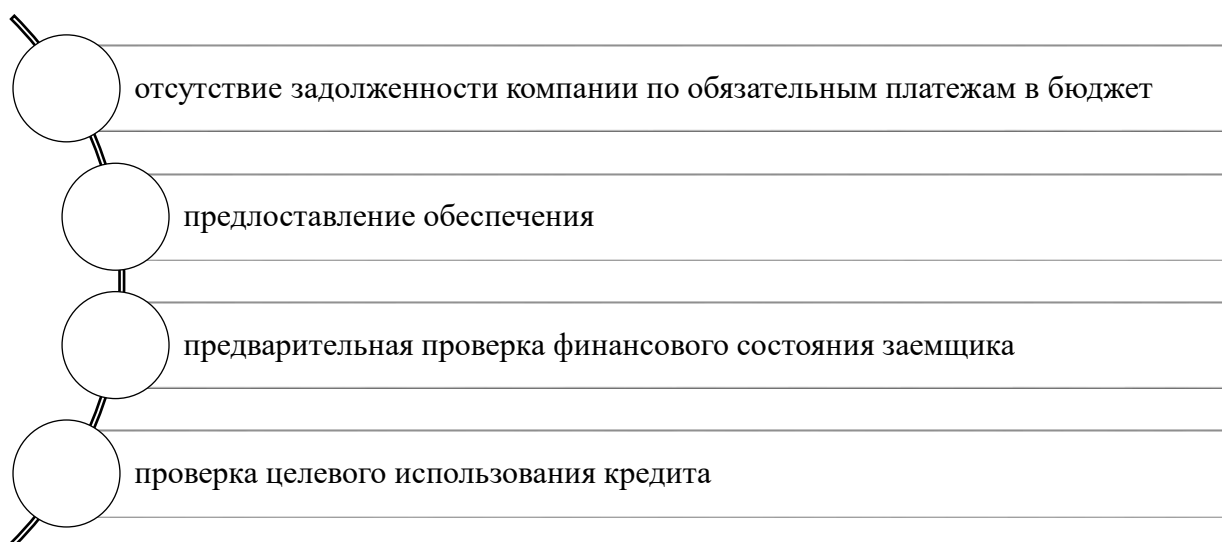 отсутствие задолженности компании по обязательным платежам в бюджет
предлоставление обеспечения
предварительная проверка финансового состояния заемщика
проверка целевого использования кредита